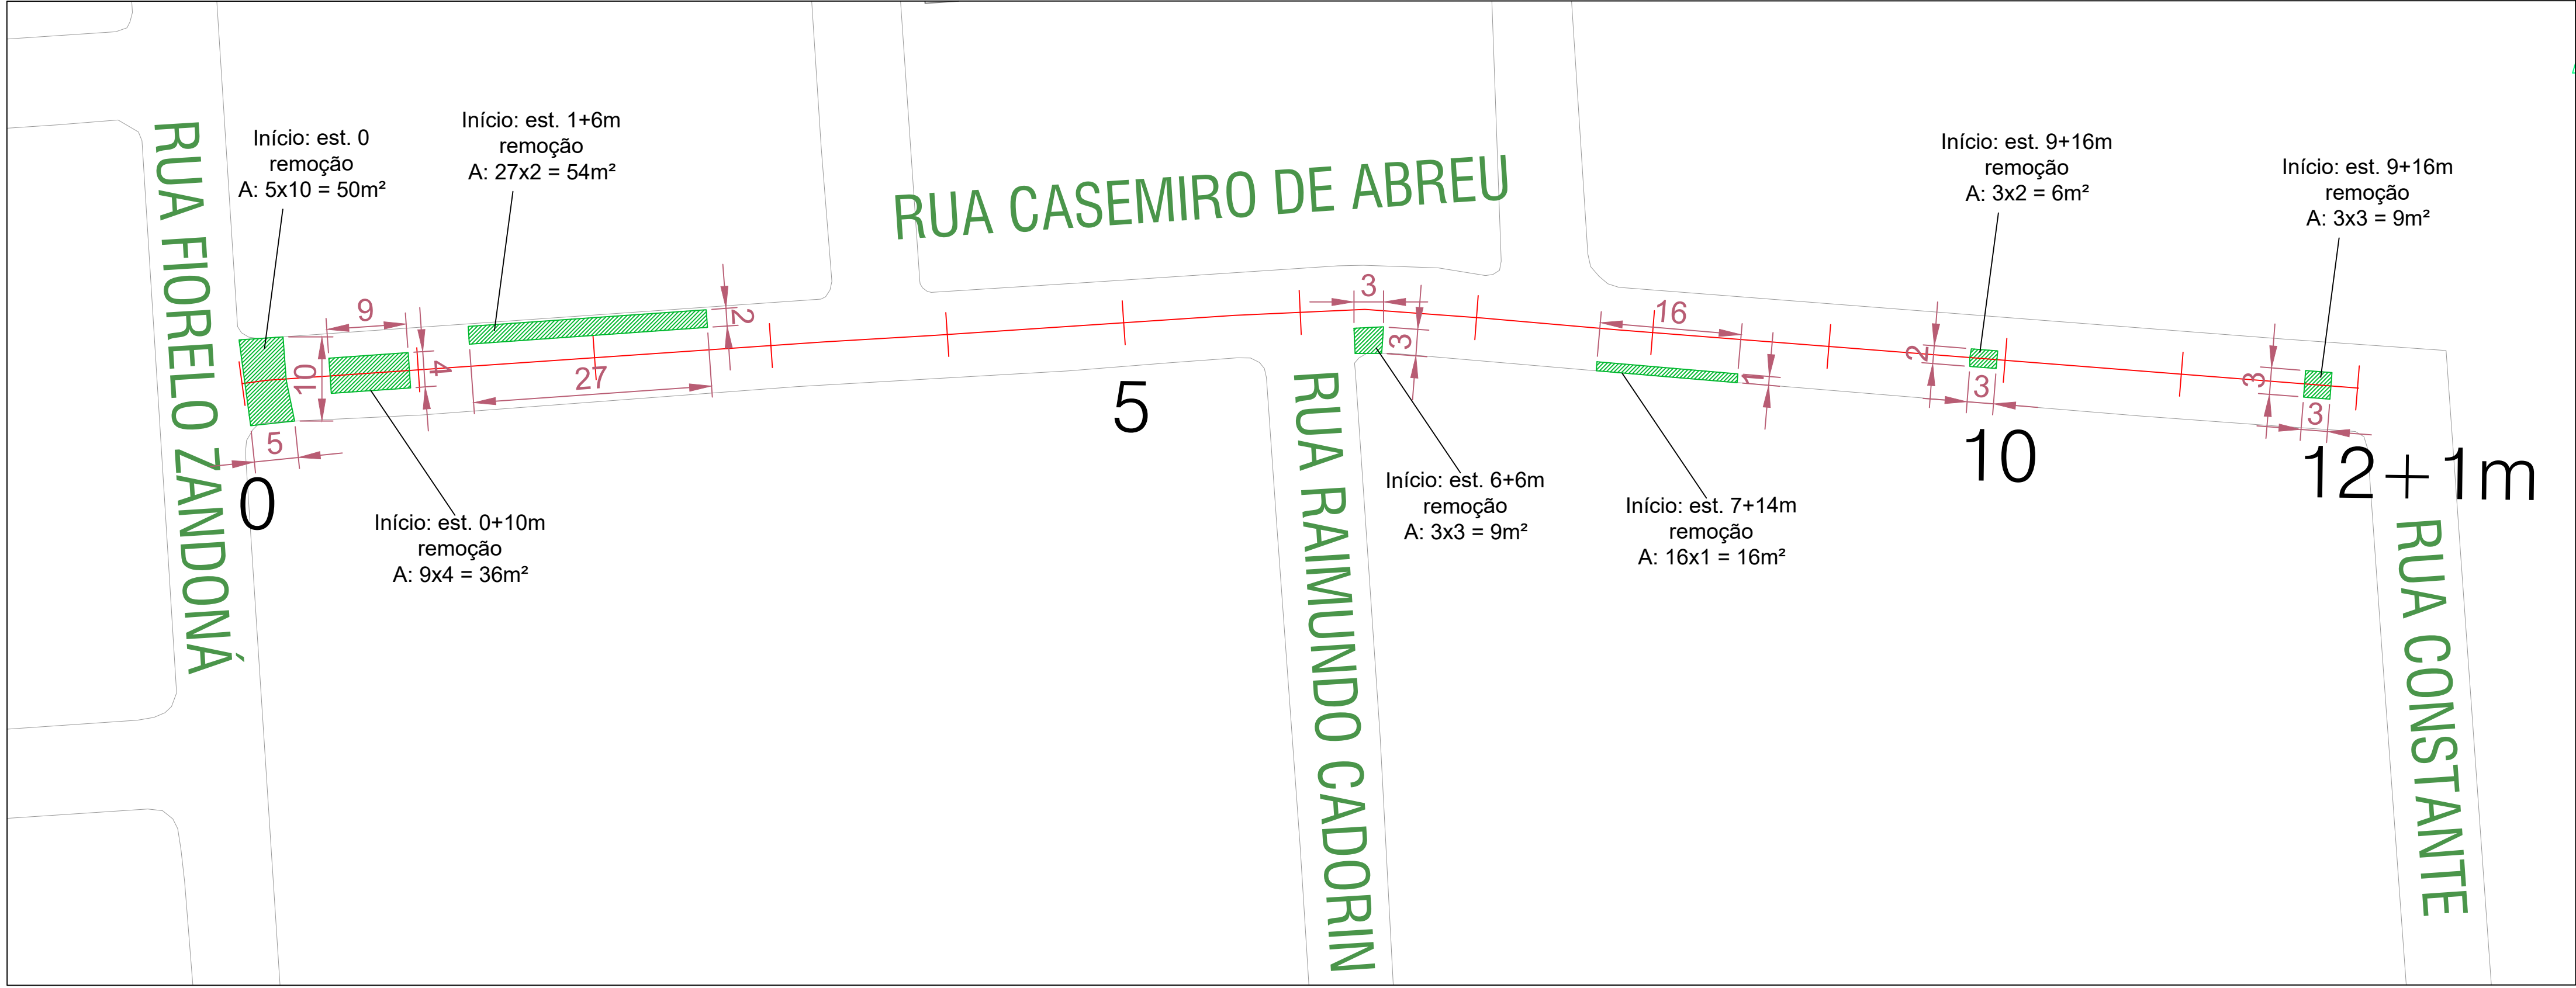 Início: est. 0
remoção
A: 5x10 = 50m²
Início: est. 1+6m
remoção
A: 27x2 = 54m²
RUA CASEMIRO DE ABREU
Início: est. 9+16m
remoção
A: 3x2 = 6m²
Início: est. 9+16m
remoção
A: 3x3 = 9m²
RUA FIORELO ZANDONÁ
9
4
10
5
2
27
3
3
16
1
2
3
3
3
0
5
10
12+1m
Início: est. 0+10m
remoção
A: 9x4 = 36m²
Início: est. 6+6m
remoção
A: 3x3 = 9m²
Início: est. 7+14m
remoção
A: 16x1 = 16m²
RUA RAIMUNDO CADORIN
RUA CONSTANTE